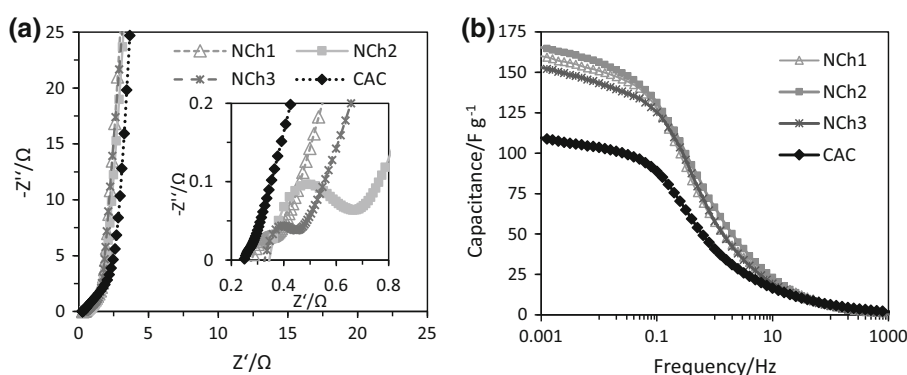 (a)
25
20
15
10
5
0
-Z''/Ω
0 5 10 15 20 25
Z'/Ω
NCh1 NCh2
NCh3 CAC
0.2
0.1
0
-Z''/Ω
0.2 0.4 0.6 0.8
Z'/Ω
(b)
175
150
125
100
75
50
25
0
Capacitance/F g⁻¹
0.001 0.1 10 1000
Frequency/Hz
NCh1
NCh2
NCh3
CAC